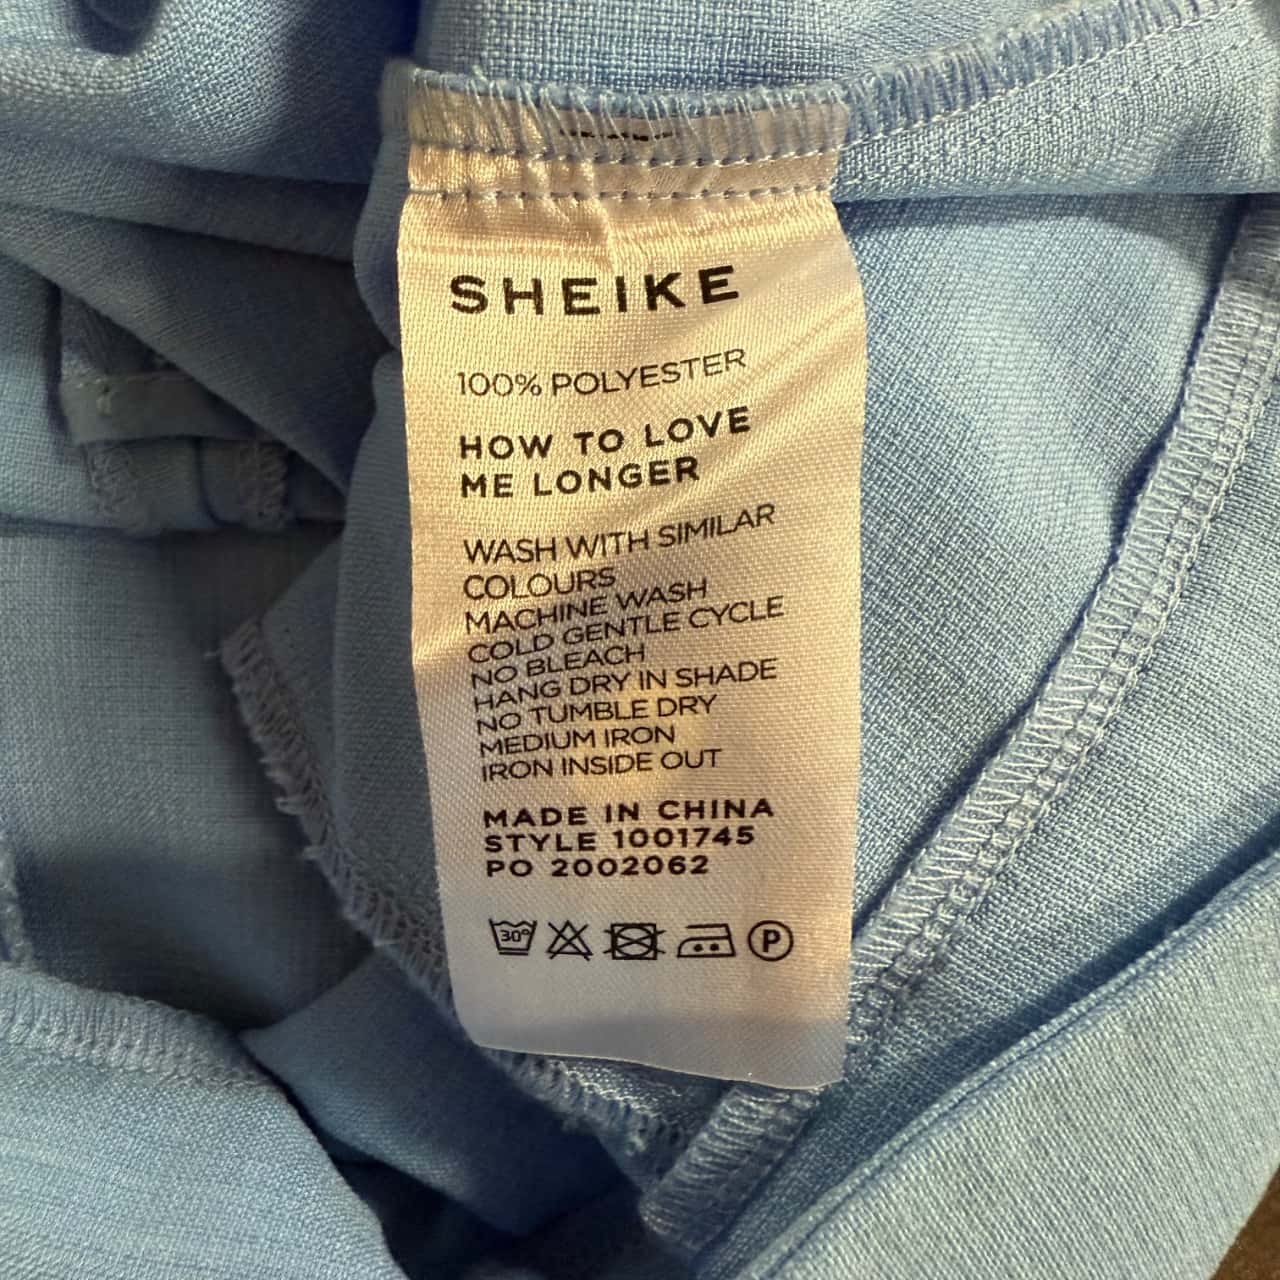 SHEIKE
100% POLYESTER
HOW TO LOVE
ME LONGER
WASH WITH SIMILAR
COLOURS
MACHINE WASH
COLD GENTLE CYCLE
NO BLEACH
HANG DRY IN SHADE
NO TUMBLE DRY
MEDIUM IRON
IRON INSIDE OUT
MADE IN CHINA
STYLE 1001745
PO 2002062
30° P